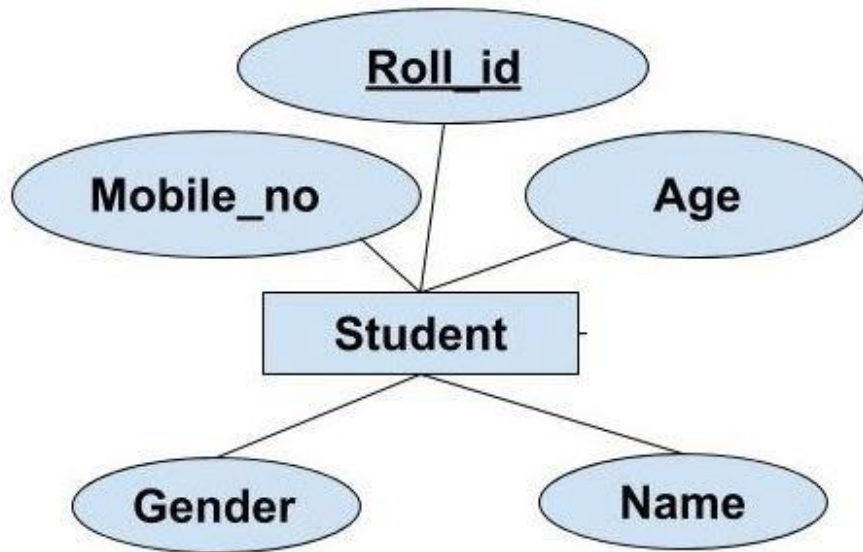 Roll_id
Mobile_no
Age
Student
Gender
Name